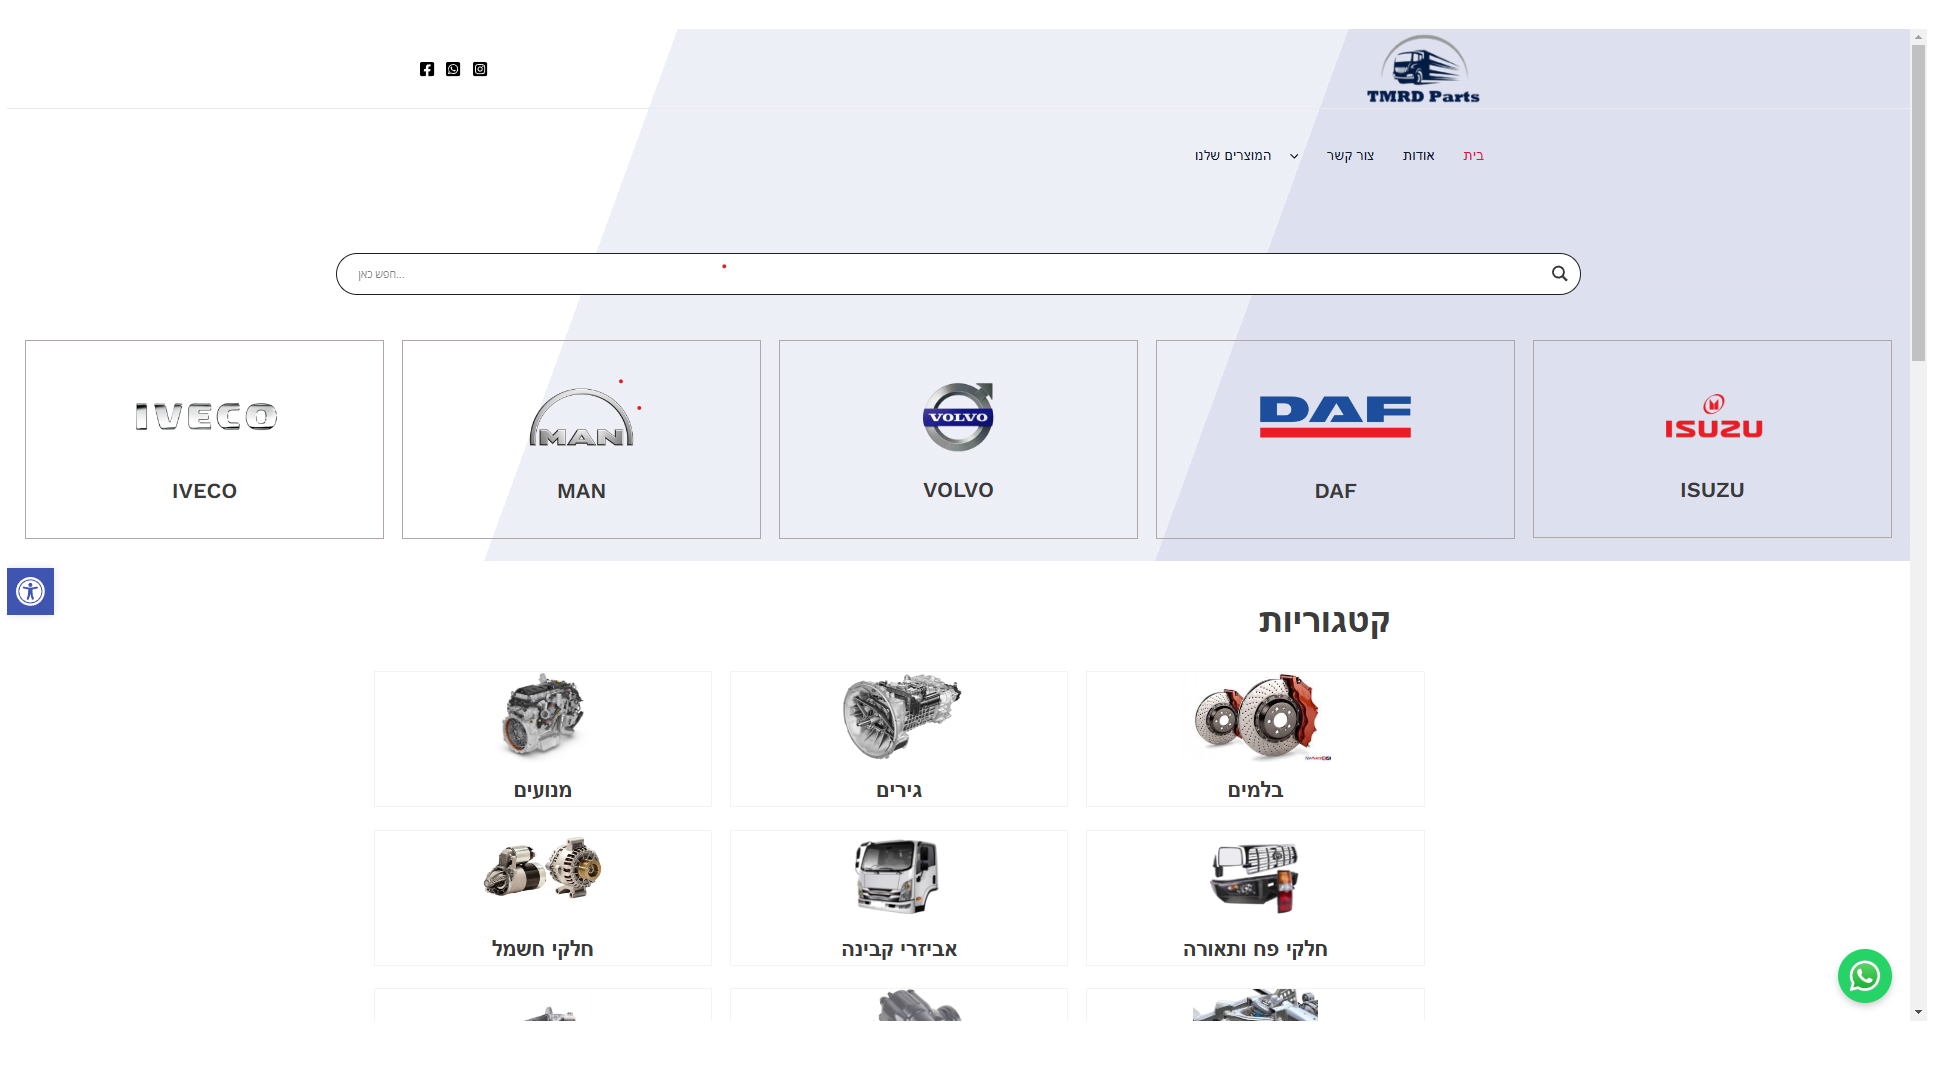 TMRD Parts
בית
אודות
צור קשר
המוצרים שלנו
חפש כאן...
ISUZU
ISUZU
DAF
DAF
VOLVO
VOLVO
MAN
MAN
IVECO
IVECO
קטגוריות
בלמים
גירים
מנועים
חלקי פח ותאורה
אביזרי קבינה
חלקי חשמל